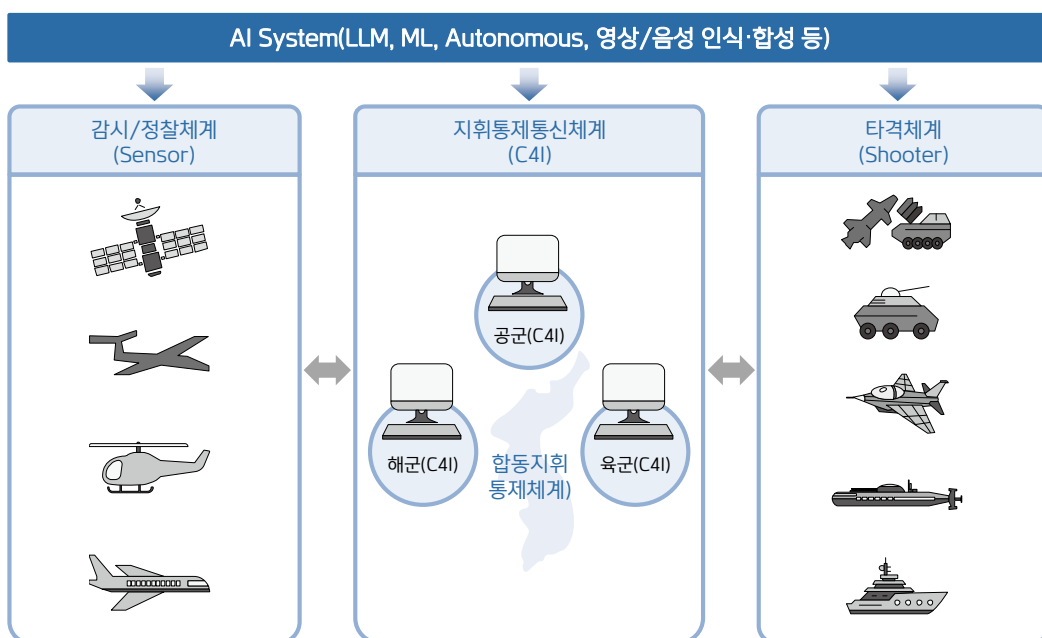 AI System(LLM, ML, Autonomous, 영상/음성 인식·합성 등)
감시/정찰체계
(Sensor)
지휘통제통신체계
(C4I)
타격체계
(Shooter)
공군(C4I)
해군(C4I)
합동지휘
통제체계)
육군(C4I)